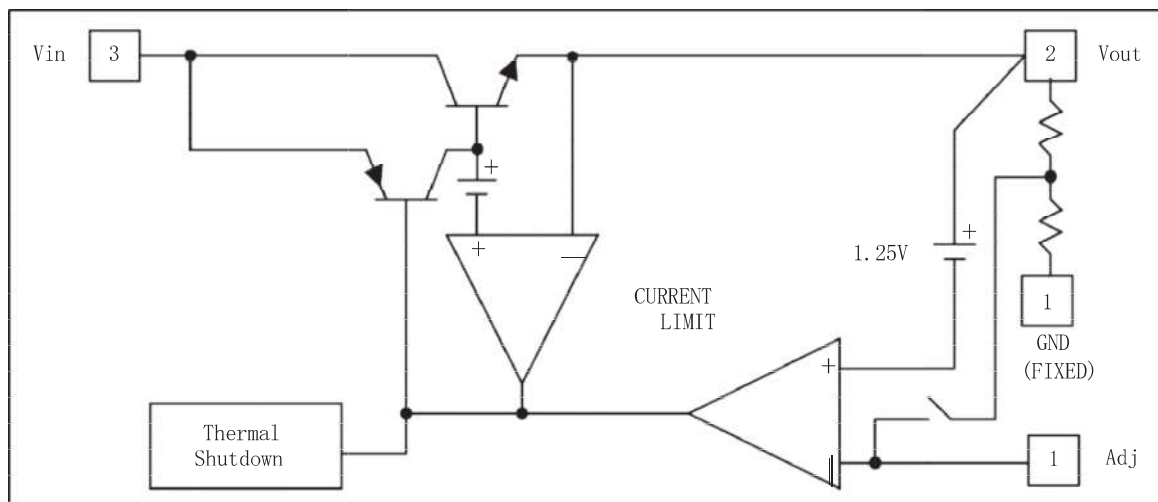 Vin 3
2 Vout
+
+
+
1.25V
CURRENT
LIMIT
1
GND
(FIXED)
+
Thermal
Shutdown
1 Adj